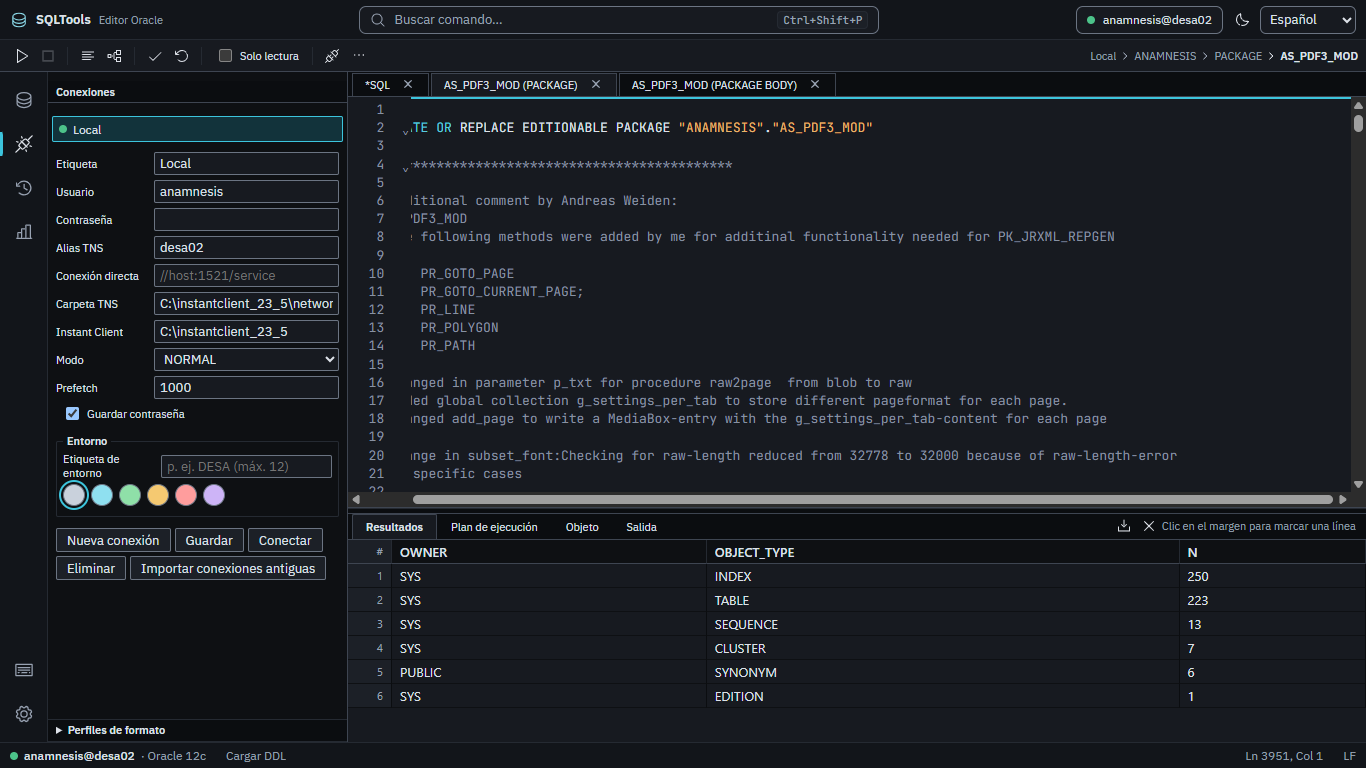 SQLTools Editor Oracle
Buscar comando... Ctrl+Shift+P
anamnesis@desa02
Español
Solo lectura
Local > ANAMNESIS > PACKAGE > AS_PDF3_MOD
Conexiones
Local
Etiqueta Local
Usuario anamnesis
Contraseña
Alias TNS desa02
Conexión directa //host:1521/service
Carpeta TNS C:\instantclient_23_5\networ
Instant Client C:\instantclient_23_5
Modo NORMAL
Prefetch 1000
Guardar contraseña
Entorno
Etiqueta de entorno p. ej. DESA (máx. 12)
Nueva conexión Guardar Conectar
Eliminar Importar conexiones antiguas
Perfiles de formato
*SQL AS_PDF3_MOD (PACKAGE) AS_PDF3_MOD (PACKAGE BODY)
1
2 TE OR REPLACE EDITIONABLE PACKAGE "ANAMNESIS"."AS_PDF3_MOD"
3
4 *****************************************
5
6 ditional comment by Andreas Weiden:
7 PDF3_MOD
8 e following methods were added by me for additinal functionality needed for PK_JRXML_REPGEN
9
10 PR_GOTO_PAGE
11 PR_GOTO_CURRENT_PAGE;
12 PR_LINE
13 PR_POLYGON
14 PR_PATH
15
16 anged in parameter p_txt for procedure raw2page  from blob to raw
17 ded global collection g_settings_per_tab to store different pageformat for each page.
18 anged add_page to write a MediaBox-entry with the g_settings_per_tab-content for each page
19
20 ange in subset_font:Checking for raw-length reduced from 32778 to 32000 because of raw-length-error
21 specific cases
22
Resultados Plan de ejecución Objeto Salida
Clic en el margen para marcar una línea
# OWNER OBJECT_TYPE N
1 SYS INDEX 250
2 SYS TABLE 223
3 SYS SEQUENCE 13
4 SYS CLUSTER 7
5 PUBLIC SYNONYM 6
6 SYS EDITION 1
anamnesis@desa02 · Oracle 12c Cargar DDL
Ln 3951, Col 1 LF